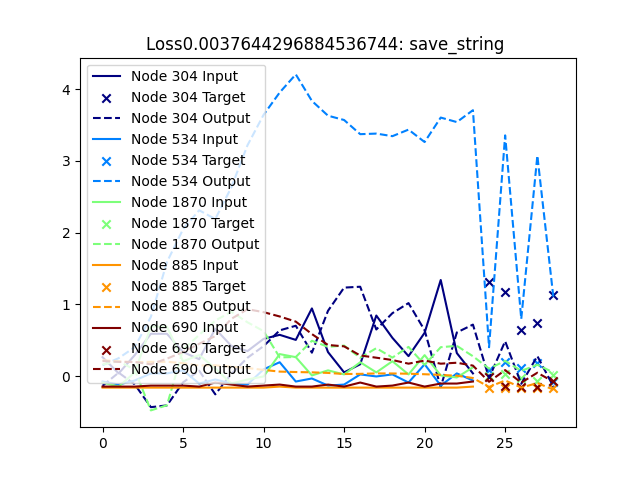 Loss0.0037644296884536744: save_string
Node 304 Input
Node 304 Target
Node 304 Output
Node 534 Input
Node 534 Target
Node 534 Output
Node 1870 Input
Node 1870 Target
Node 1870 Output
Node 885 Input
Node 885 Target
Node 885 Output
Node 690 Input
Node 690 Target
Node 690 Output
4
3
2
1
0
0 5 10 15 20 25